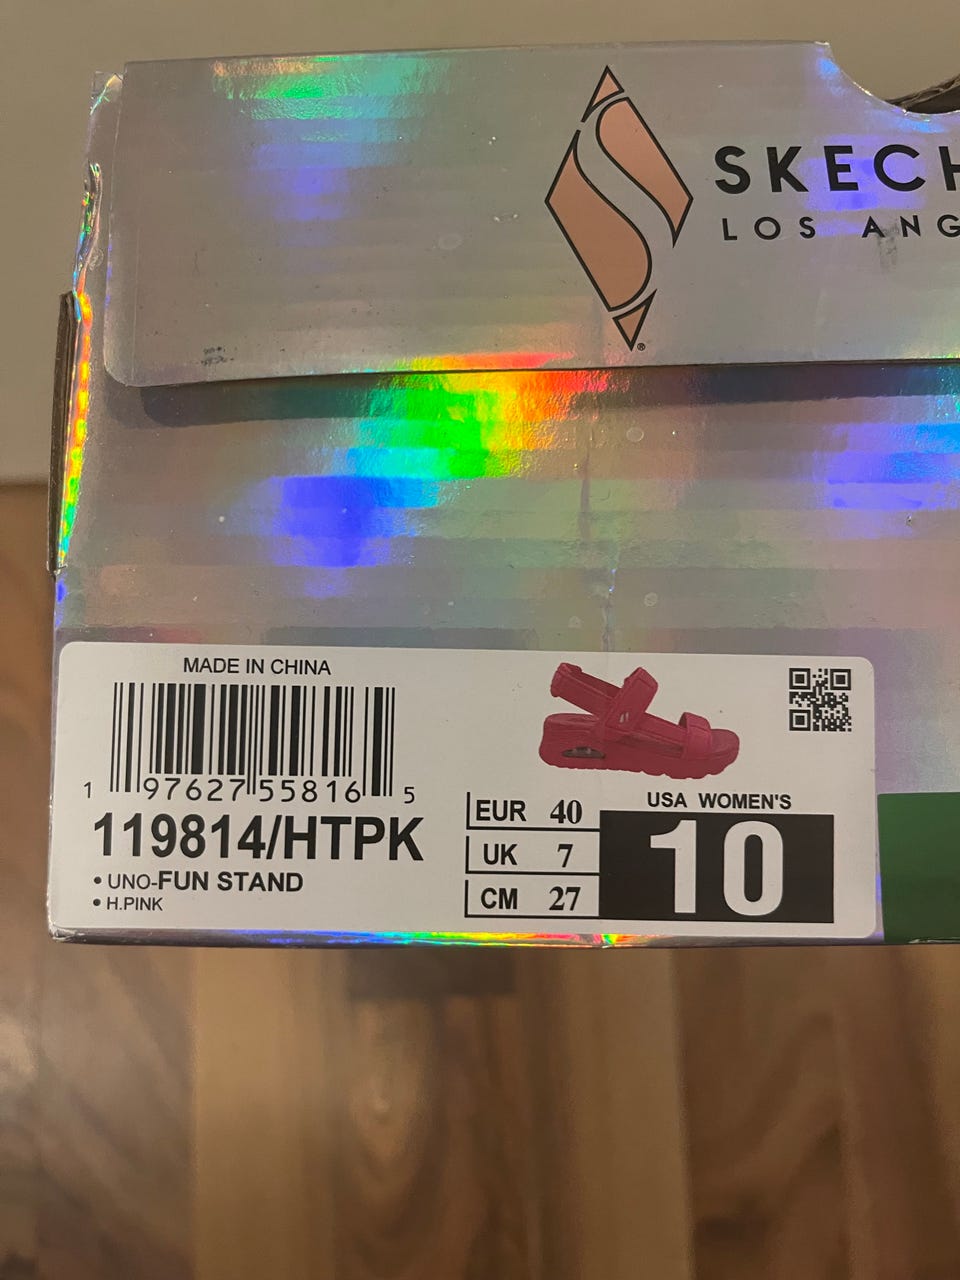 SKECH
LOS ANG
®
MADE IN CHINA
1 97627 55816 5
119814/HTPK
• UNO-FUN STAND
• H.PINK
EUR 40
UK 7
CM 27
USA WOMEN'S
10